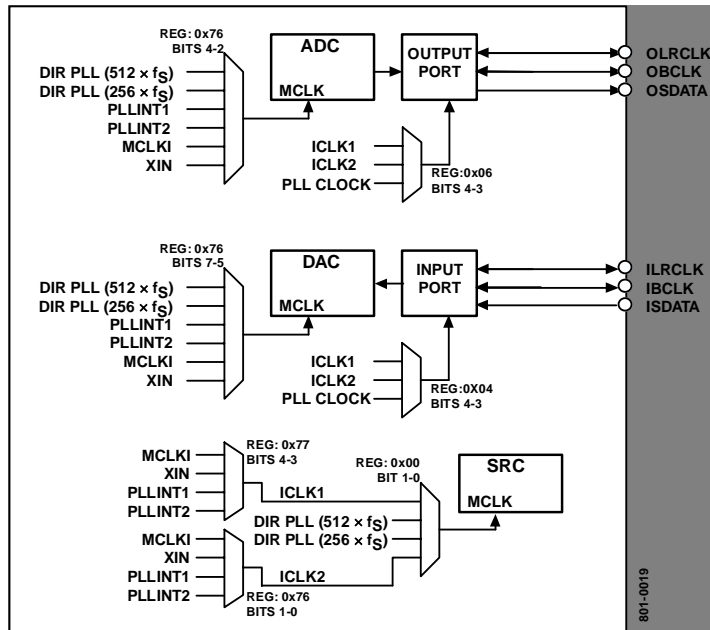 REG: 0x76
BITS 4-2
DIR PLL (512 × fS)
DIR PLL (256 × fS)
PLLINT1
PLLINT2
MCLKI
XIN
ADC
MCLK
OUTPUT
PORT
OLRCLK
OBCLK
OSDATA
ICLK1
ICLK2
PLL CLOCK
REG:0x06
BITS 4-3
REG: 0x76
BITS 7-5
DIR PLL (512 × fS)
DIR PLL (256 × fS)
PLLINT1
PLLINT2
MCLKI
XIN
DAC
MCLK
INPUT
PORT
ILRCLK
IBCLK
ISDATA
ICLK1
ICLK2
PLL CLOCK
REG:0X04
BITS 4-3
MCLKI
XIN
PLLINT1
PLLINT2
REG: 0x77
BITS 4-3
ICLK1
REG: 0x00
BIT 1-0
DIR PLL (512 × fS)
DIR PLL (256 × fS)
SRC
MCLK
MCLKI
XIN
PLLINT1
PLLINT2
ICLK2
REG: 0x76
BITS 1-0
801-0019